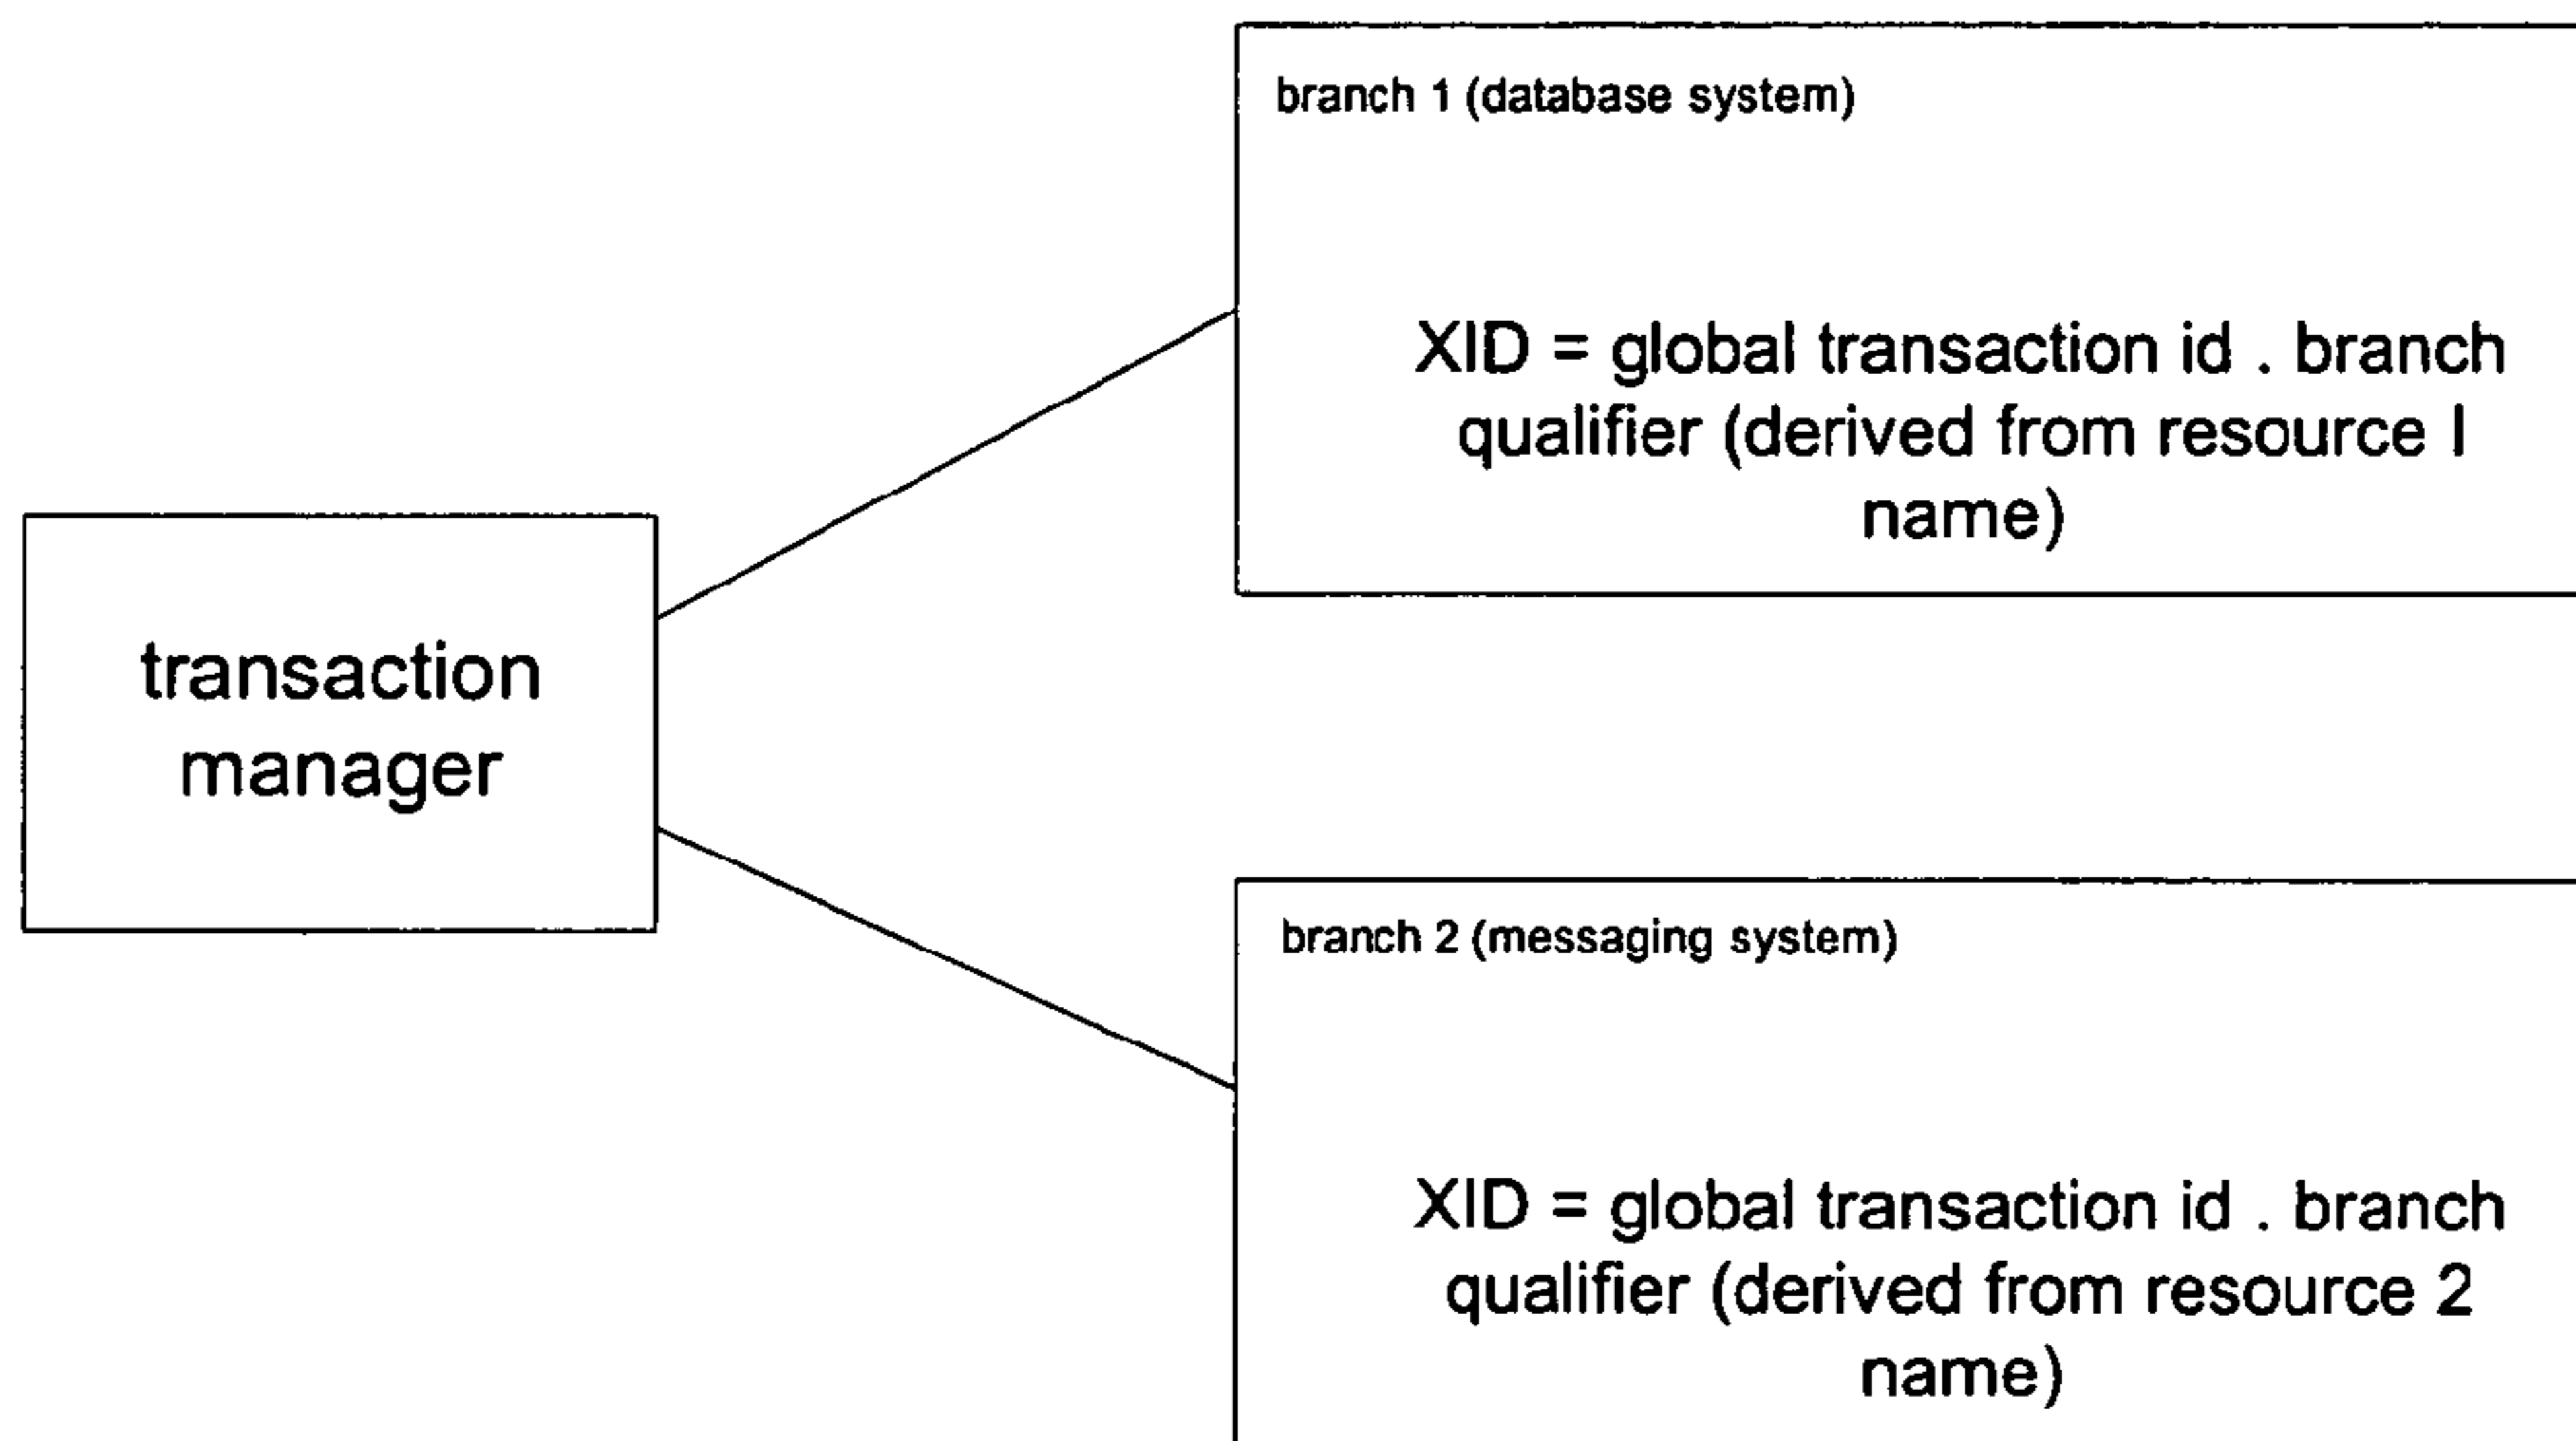 branch 1 (database system)
XID = global transaction id . branch
qualifier (derived from resource I
name)
transaction
manager
branch 2 (messaging system)
XID = global transaction id . branch
qualifier (derived from resource 2
name)